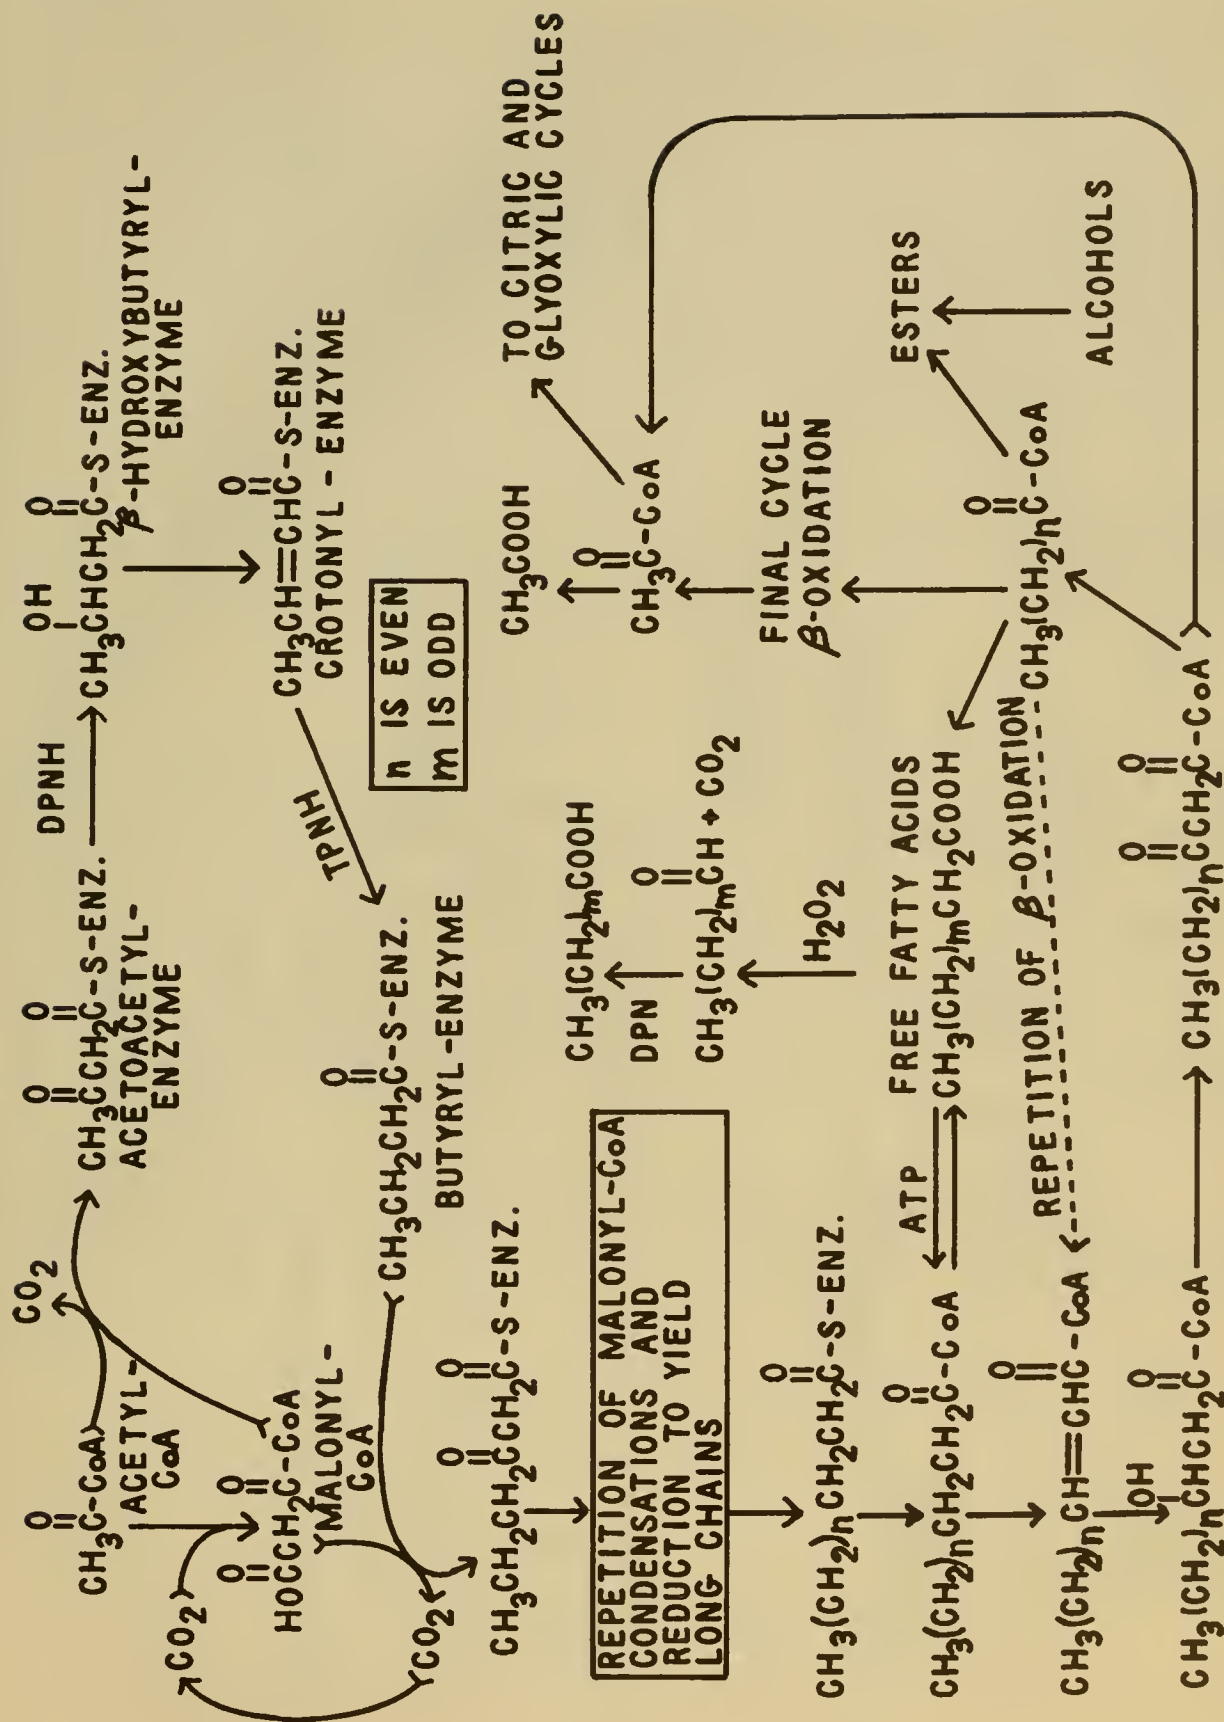 O
CH3C-CoA
ACETYL-
CoA
CO2
CO2
O O
CH3CCH2C-S-ENZ.
ACETOACETYL-
ENZYME
DPNH
OH O
CH3CHCH2C-S-ENZ.
β-HYDROXYBUTYRYL-
ENZYME
O O
HOCCH2C-CoA
MALONYL-
CoA
O
CH3CH=CHC-S-ENZ.
CROTONYL-ENZYME
TPNH
O
CH3CH2CH2C-S-ENZ.
BUTYRYL-ENZYME
n IS EVEN
m IS ODD
CO2
O O
CH3CH2CH2CCH2C-S-ENZ.
REPETITION OF MALONYL-CoA
CONDENSATIONS AND
REDUCTION TO YIELD
LONG CHAINS
CH3(CH2)mCOOH
DPN
O
CH3(CH2)mCH + CO2
H2O2
CH3COOH
TO CITRIC AND
GLYOXYLIC CYCLES
O
CH3C-CoA
FINAL CYCLE
β-OXIDATION
O
CH3(CH2)nCH2CH2C-S-ENZ.
O
CH3(CH2)nCH2CH2C-CoA
ATP
FREE FATTY ACIDS
CH3(CH2)mCH2COOH
ESTERS
ALCOHOLS
O
CH3(CH2)nCH=CHC-CoA
REPETITION OF β-OXIDATION
O
CH3(CH2)nC-CoA
OH O
CH3(CH2)nCHCH2C-CoA
O O
CH3(CH2)nCCH2C-CoA